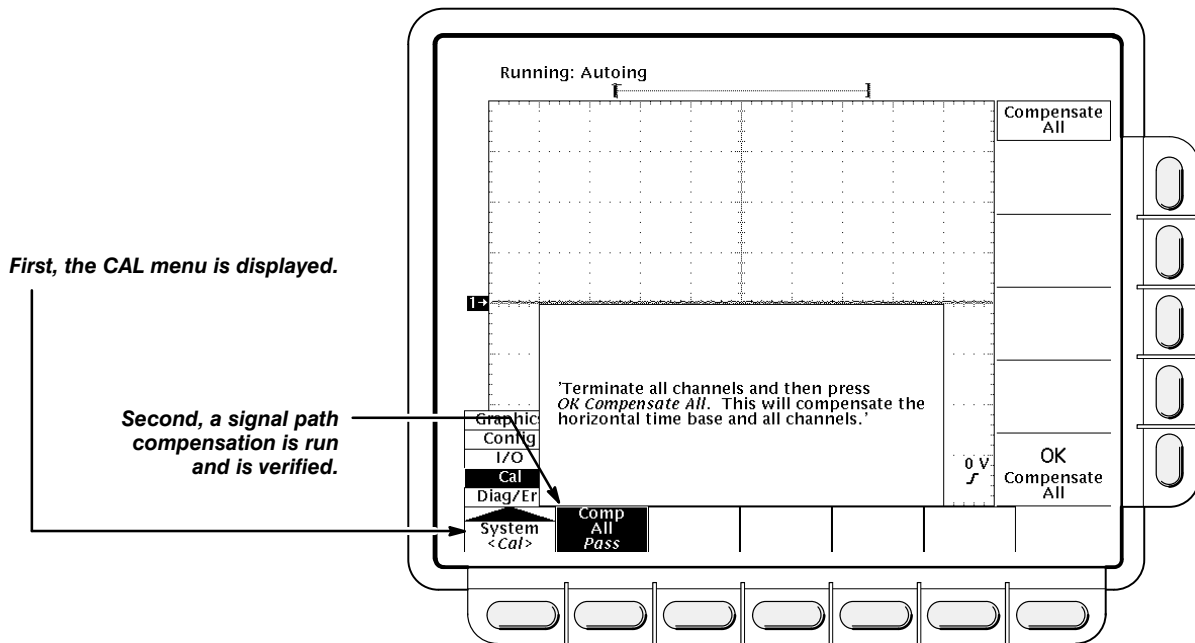 Running: Autoing
Compensate
All
First, the CAL menu is displayed.
1→
'Terminate all channels and then press
OK Compensate All.  This will compensate the
horizontal time base and all channels.'
Second, a signal path
compensation is run
and is verified.
Graphic
Config
I/O
Cal
Diag/Er
0 V
OK
Compensate
All
System
<Cal>
Comp
All
Pass